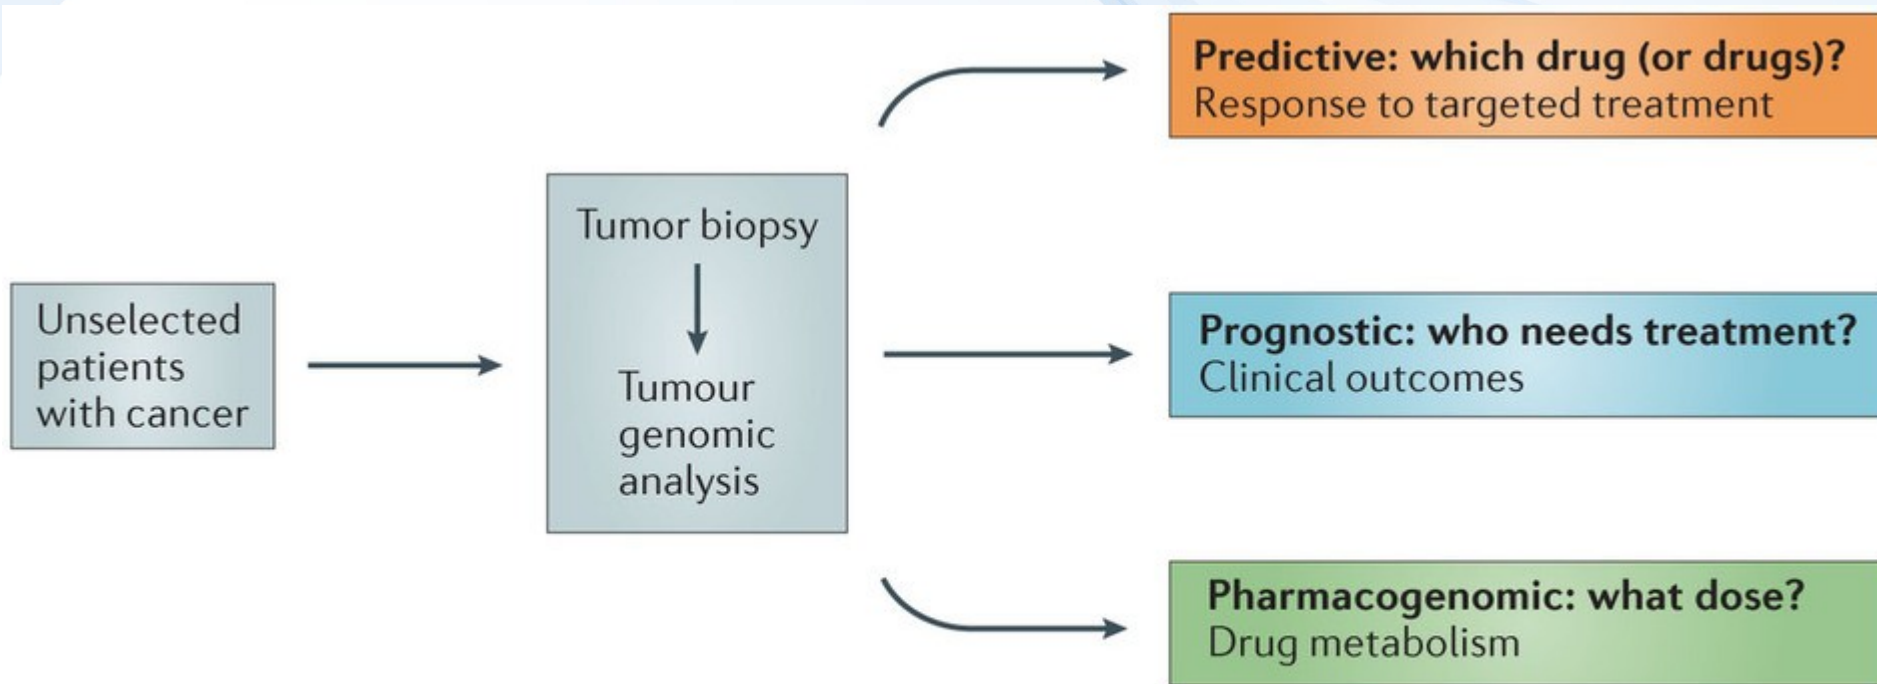 Unselected
patients
with cancer
Tumor biopsy
Tumour
genomic
analysis
Predictive: which drug (or drugs)?
Response to targeted treatment
Prognostic: who needs treatment?
Clinical outcomes
Pharmacogenomic: what dose?
Drug metabolism